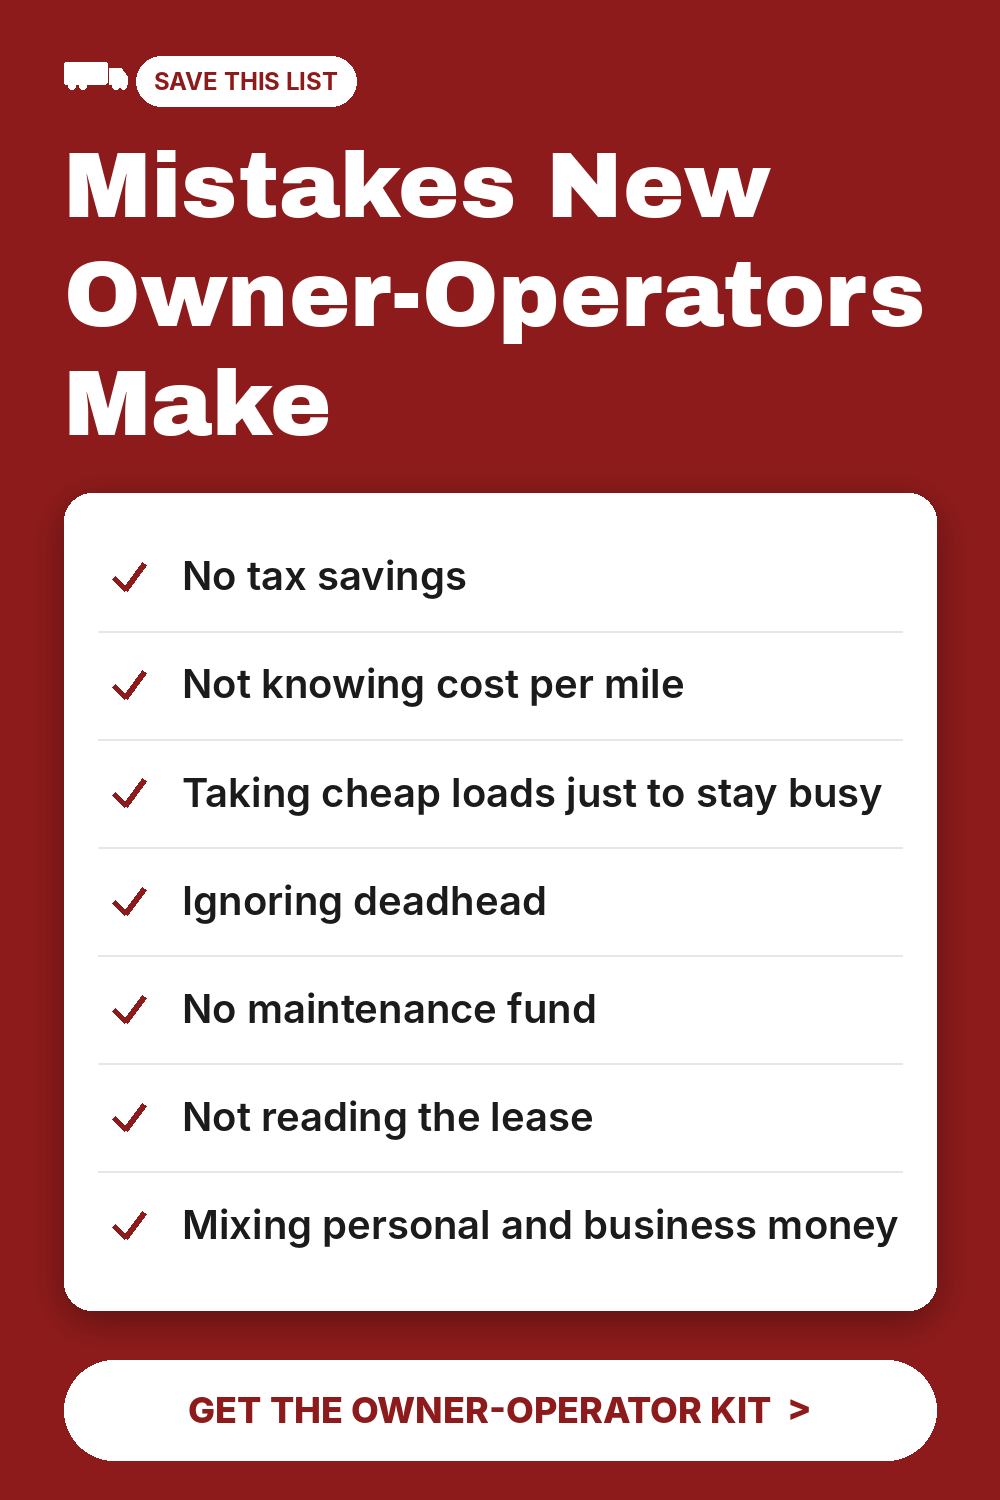 SAVE THIS LIST
Mistakes New
Owner-Operators
Make
No tax savings
Not knowing cost per mile
Taking cheap loads just to stay busy
Ignoring deadhead
No maintenance fund
Not reading the lease
Mixing personal and business money
GET THE OWNER-OPERATOR KIT >